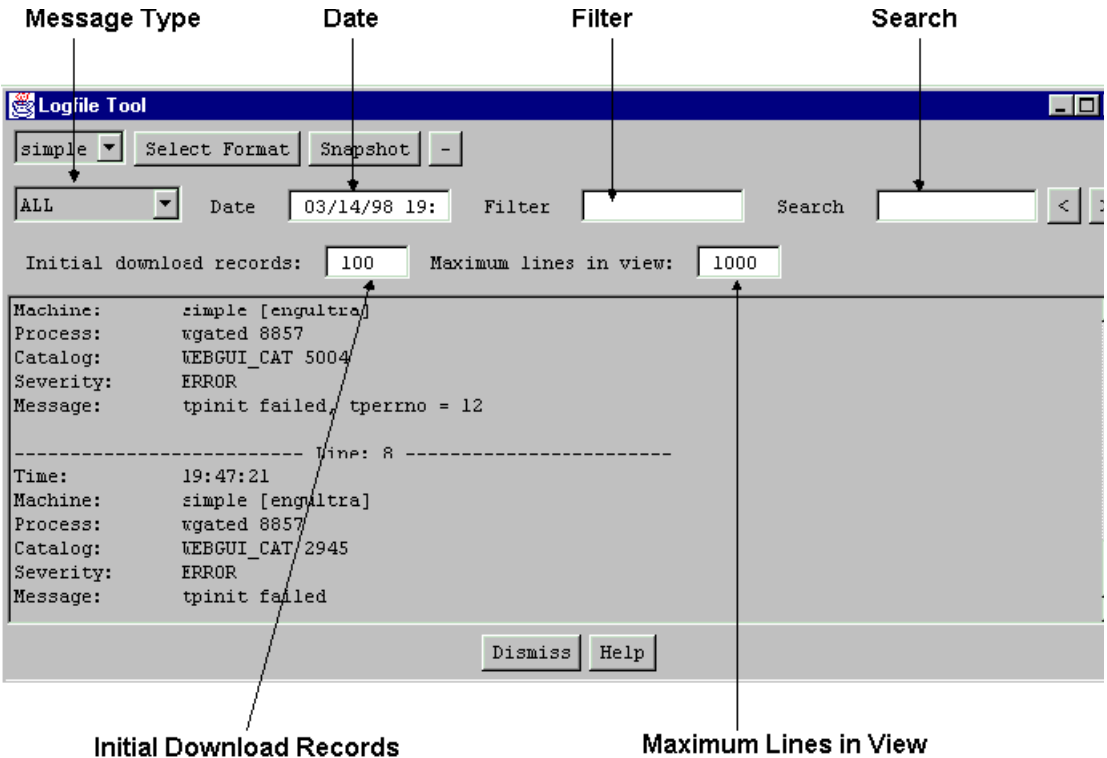 Message Type Date Filter Search
Logfile Tool
simple Select Format Snapshot -
ALL Date 03/14/98 19: Filter Search < >
Initial download records: 100 Maximum lines in view: 1000
Machine: simple [engultra]
Process: wgated 8857
Catalog: WEBGUI_CAT 5004
Severity: ERROR
Message: tpinit failed, tperrno = 12
-------------------------- Line: 8 ------------------------
Time: 19:47:21
Machine: simple [engultra]
Process: wgated 8857
Catalog: WEBGUI_CAT 2945
Severity: ERROR
Message: tpinit failed
Dismiss Help
Initial Download Records Maximum Lines in View